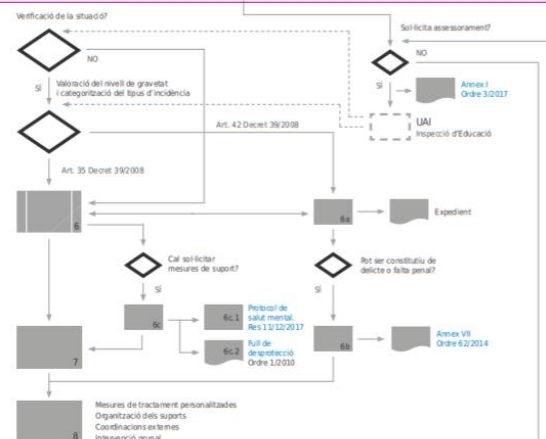 Verificació de la situació?
Sol·licita assessorament?
NO
NO
SÍ
Valoració del nivell de gravetat
i categorització del tipus d'incidència
SÍ
Annex I
Ordre 3/2017
UAI
Inspecció d'Educació
Art. 42 Decret 39/2008
Art. 35 Decret 39/2008
6
6a
Expedient
Cal sol·licitar
mesures de suport?
Pot ser constitutiu de
delicte o falta penal?
SÍ
SÍ
6c
6c.1
Protocol de
salut mental.
Res 11/12/2017
6c.2
Full de
desprotecció
Ordre 1/2010
6b
Annex VII
Ordre 62/2014
7
8
Mesures de tractament personalitzades
Organització dels suports
Coordinacions externes
Intervenció grupal